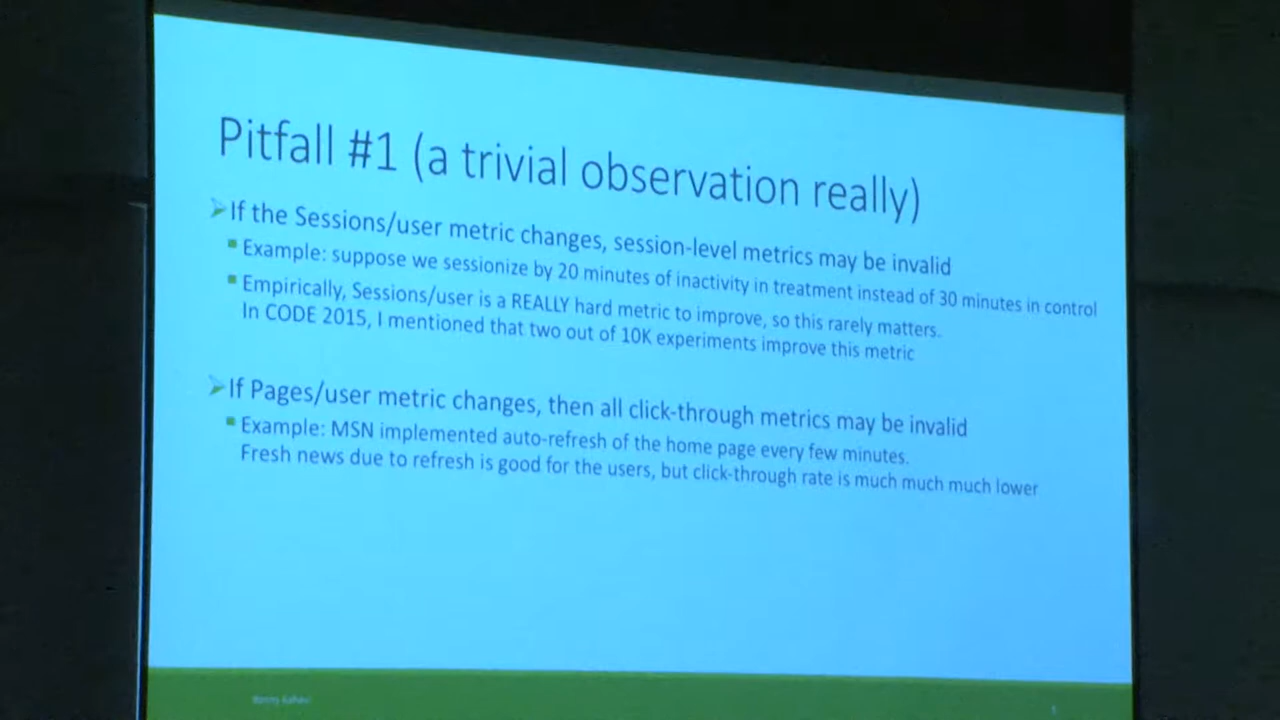 Pitfall #1 (a trivial observation really)
If the Sessions/user metric changes, session-level metrics may be invalid
Example: suppose we sessionize by 20 minutes of inactivity in treatment instead of 30 minutes in control
Empirically, Sessions/user is a REALLY hard metric to improve, so this rarely matters.
In CODE 2015, I mentioned that two out of 10K experiments improve this metric
If Pages/user metric changes, then all click-through metrics may be invalid
Example: MSN implemented auto-refresh of the home page every few minutes.
Fresh news due to refresh is good for the users, but click-through rate is much much much lower